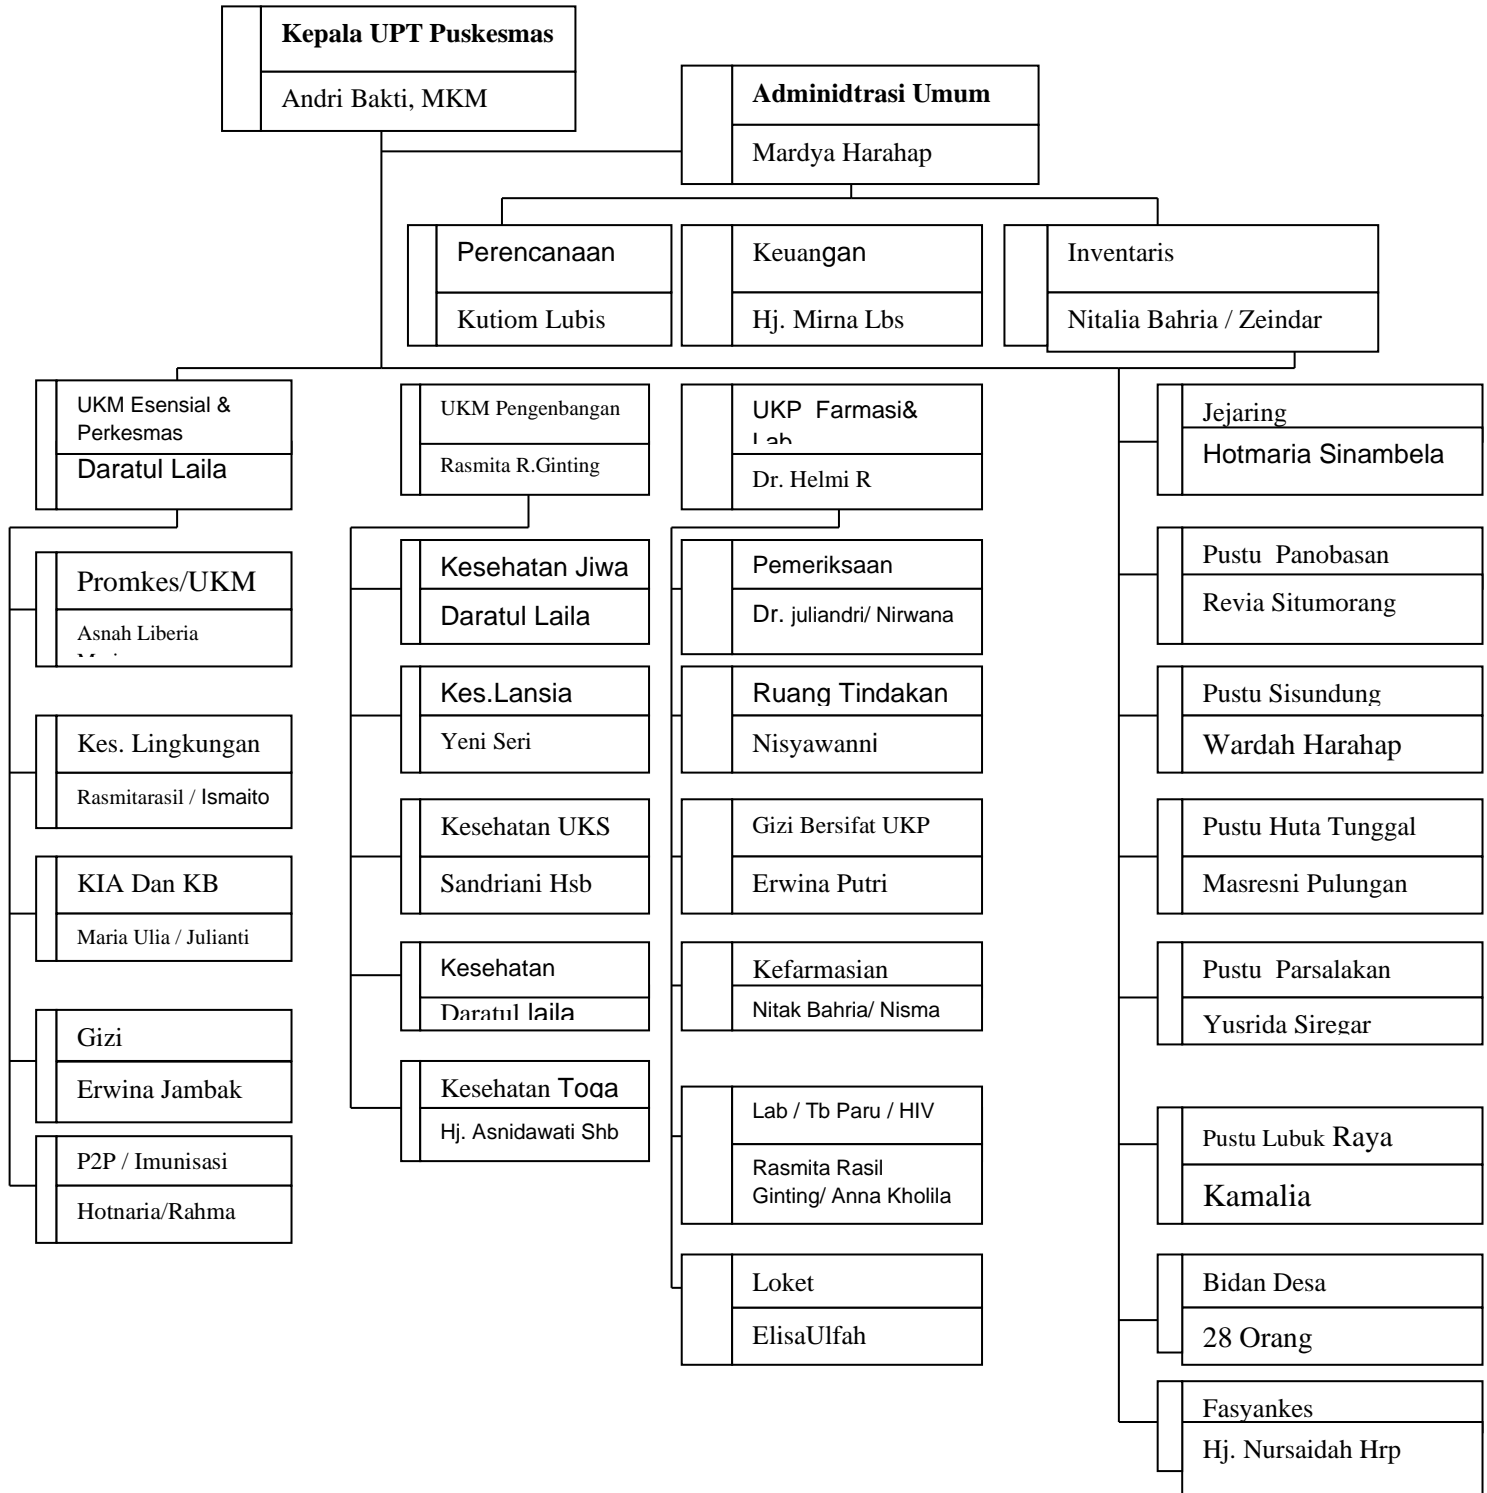 Kepala UPT Puskesmas
Andri Bakti, MKM
Adminidtrasi Umum
Mardya Harahap
Perencanaan
Kutiom Lubis
Keuangan
Hj. Mirna Lbs
Inventaris
Nitalia Bahria / Zeindar
UKM Esensial &
Perkesmas
Daratul Laila
Promkes/UKM
Asnah Liberia
Kes. Lingkungan
Rasmitarasil / Ismaito
KIA Dan KB
Maria Ulia / Julianti
Gizi
Erwina Jambak
P2P / Imunisasi
Hotnaria/Rahma
UKM Pengenbangan
Rasmita R.Ginting
Kesehatan Jiwa
Daratul Laila
Kes.Lansia
Yeni Seri
Kesehatan UKS
Sandriani Hsb
Kesehatan
Daratul laila
Kesehatan Toga
Hj. Asnidawati Shb
UKP Farmasi&
Lab
Dr. Helmi R
Pemeriksaan
Dr. juliandri/ Nirwana
Ruang Tindakan
Nisyawanni
Gizi Bersifat UKP
Erwina Putri
Kefarmasian
Nitak Bahria/ Nisma
Lab / Tb Paru / HIV
Rasmita Rasil
Ginting/ Anna Kholila
Loket
ElisaUlfah
Jejaring
Hotmaria Sinambela
Pustu Panobasan
Revia Situmorang
Pustu Sisundung
Wardah Harahap
Pustu Huta Tunggal
Masresni Pulungan
Pustu Parsalakan
Yusrida Siregar
Pustu Lubuk Raya
Kamalia
Bidan Desa
28 Orang
Fasyankes
Hj. Nursaidah Hrp